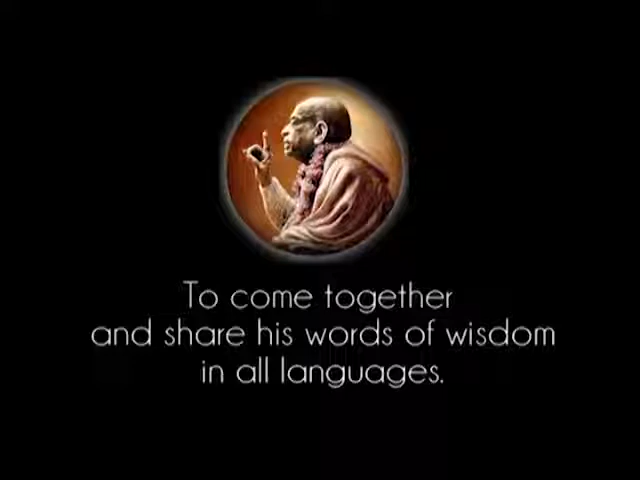 To come together
and share his words of wisdom
in all languages.